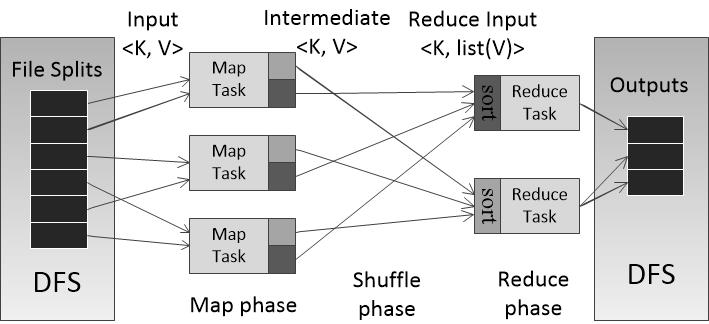 Input
<K, V>
Intermediate
<K, V>
Reduce Input
<K, list(V)>
File Splits
Map
Task
Map
Task
Map
Task
sort
Reduce
Task
sort
Reduce
Task
Outputs
DFS
Map phase
Shuffle
phase
Reduce
phase
DFS